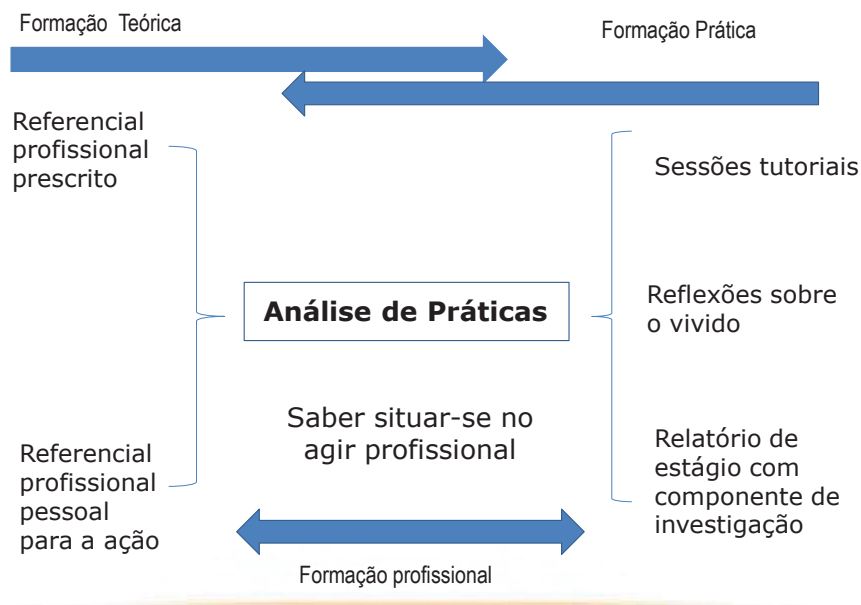 Formação Teórica
Formação Prática
Referencial
profissional
prescrito
Sessões tutoriais
Análise de Práticas
Reflexões sobre
o vivido
Saber situar-se no
agir profissional
Referencial
profissional
pessoal
para a ação
Relatório de
estágio com
componente de
investigação
Formação profissional